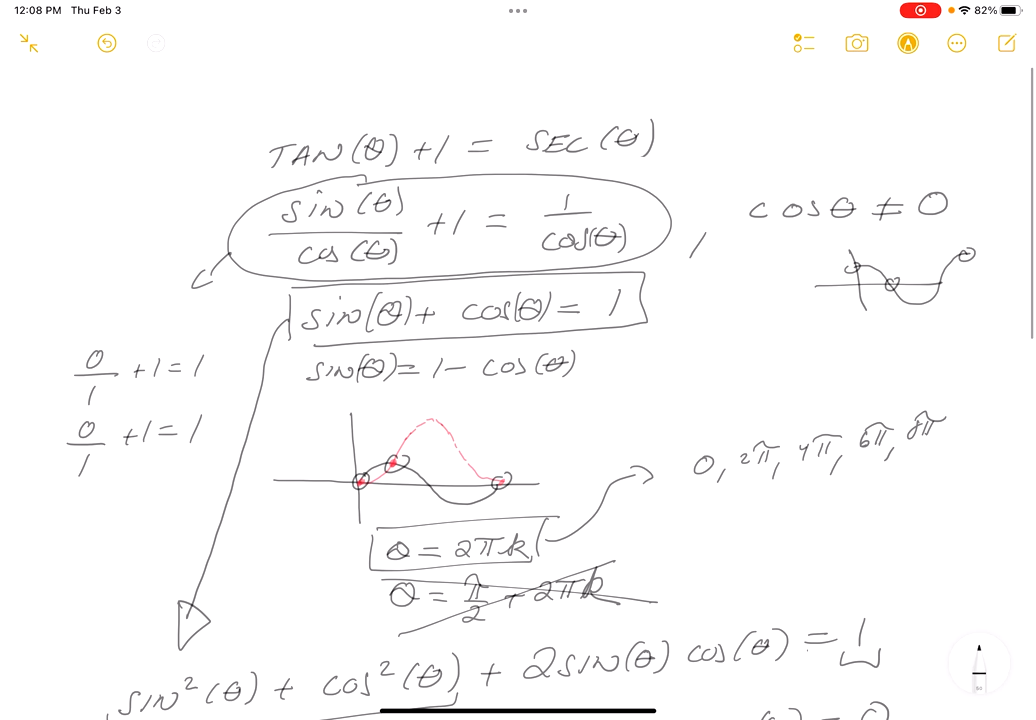 12:08 PM Thu Feb 3
82%
TAN(θ) + 1 = SEC(θ)
sin(θ)/cos(θ) + 1 = 1/cos(θ) , cosθ ≠ 0
sin(θ) + cos(θ) = 1
sin(θ) = 1 - cos(θ)
0/1 + 1 = 1
0/1 + 1 = 1
0, 2π, 4π, 6π, 8π
θ = 2πk
θ = π/2 + 2πk
sin²(θ) + cos²(θ) + 2sin(θ) cos(θ) = 1